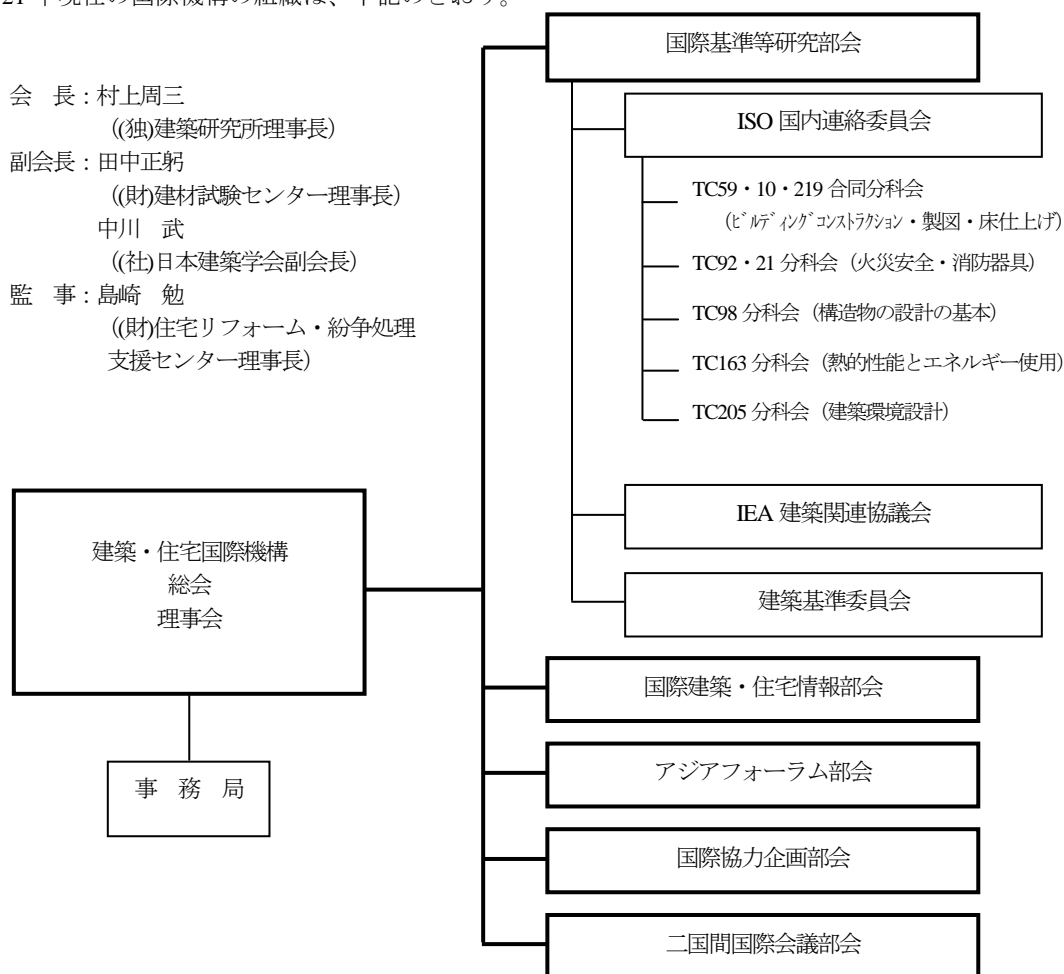 21 年現在の国際機構の組織は、下記のとおり。
会 長：村上周三
((独)建築研究所理事長）
副会長：田中正躬
((財)建材試験センター理事長）
中川 武
((社)日本建築学会副会長）
監 事：島崎 勉
((財)住宅リフォーム・紛争処理
支援センター理事長）
建築・住宅国際機構
総会
理事会
事 務 局
国際基準等研究部会
ISO 国内連絡委員会
TC59・10・219 合同分科会
（ﾋﾞﾙﾃﾞｨﾝｸﾞｺﾝｽﾄﾗｸｼｮﾝ・製図・床仕上げ）
TC92・21 分科会（火災安全・消防器具）
TC98 分科会（構造物の設計の基本）
TC163 分科会（熱的性能とエネルギー使用）
TC205 分科会（建築環境設計）
IEA 建築関連協議会
建築基準委員会
国際建築・住宅情報部会
アジアフォーラム部会
国際協力企画部会
二国間国際会議部会